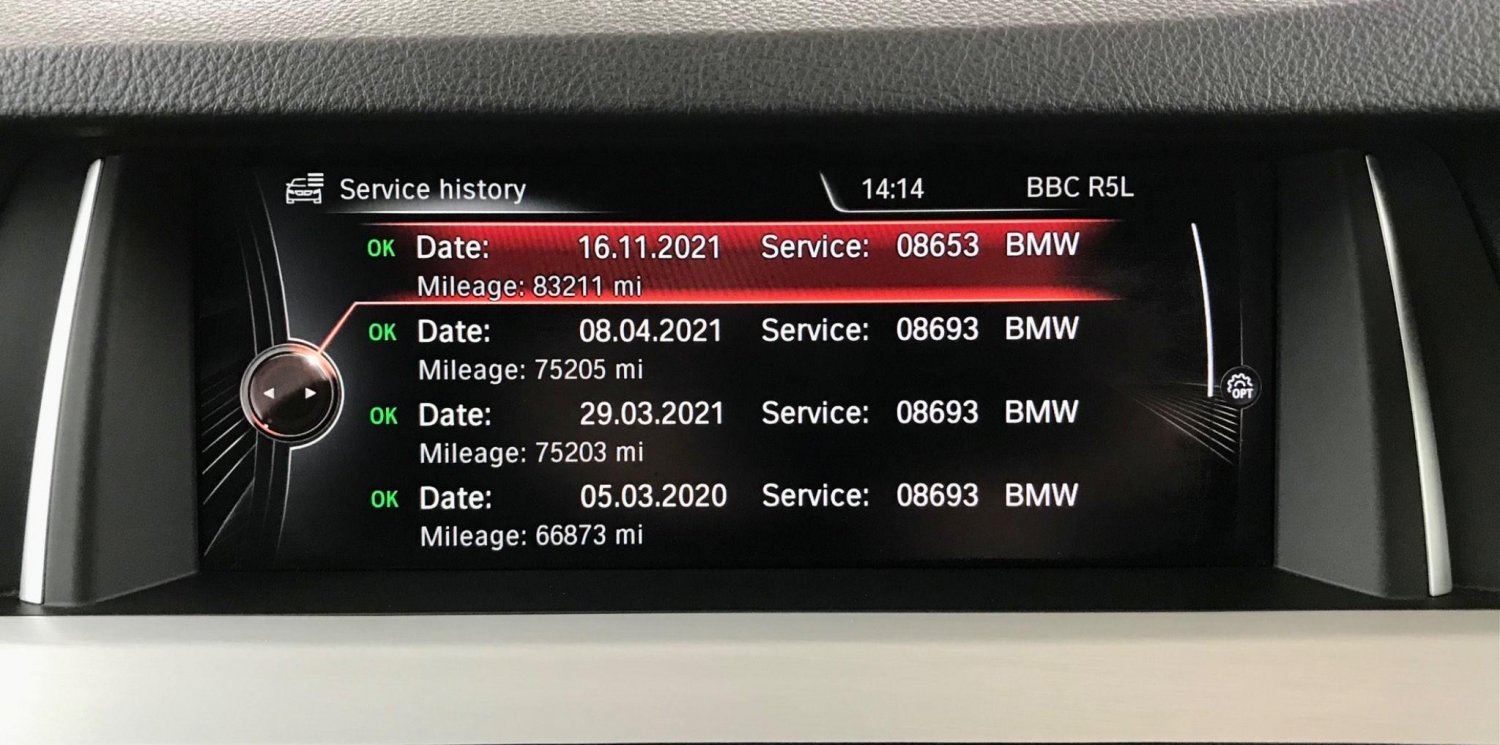 Service history 14:14 BBC R5L
OK Date: 16.11.2021 Service: 08653 BMW
Mileage: 83211 mi
OK Date: 08.04.2021 Service: 08693 BMW
Mileage: 75205 mi
OK Date: 29.03.2021 Service: 08693 BMW
Mileage: 75203 mi
OPT
OK Date: 05.03.2020 Service: 08693 BMW
Mileage: 66873 mi